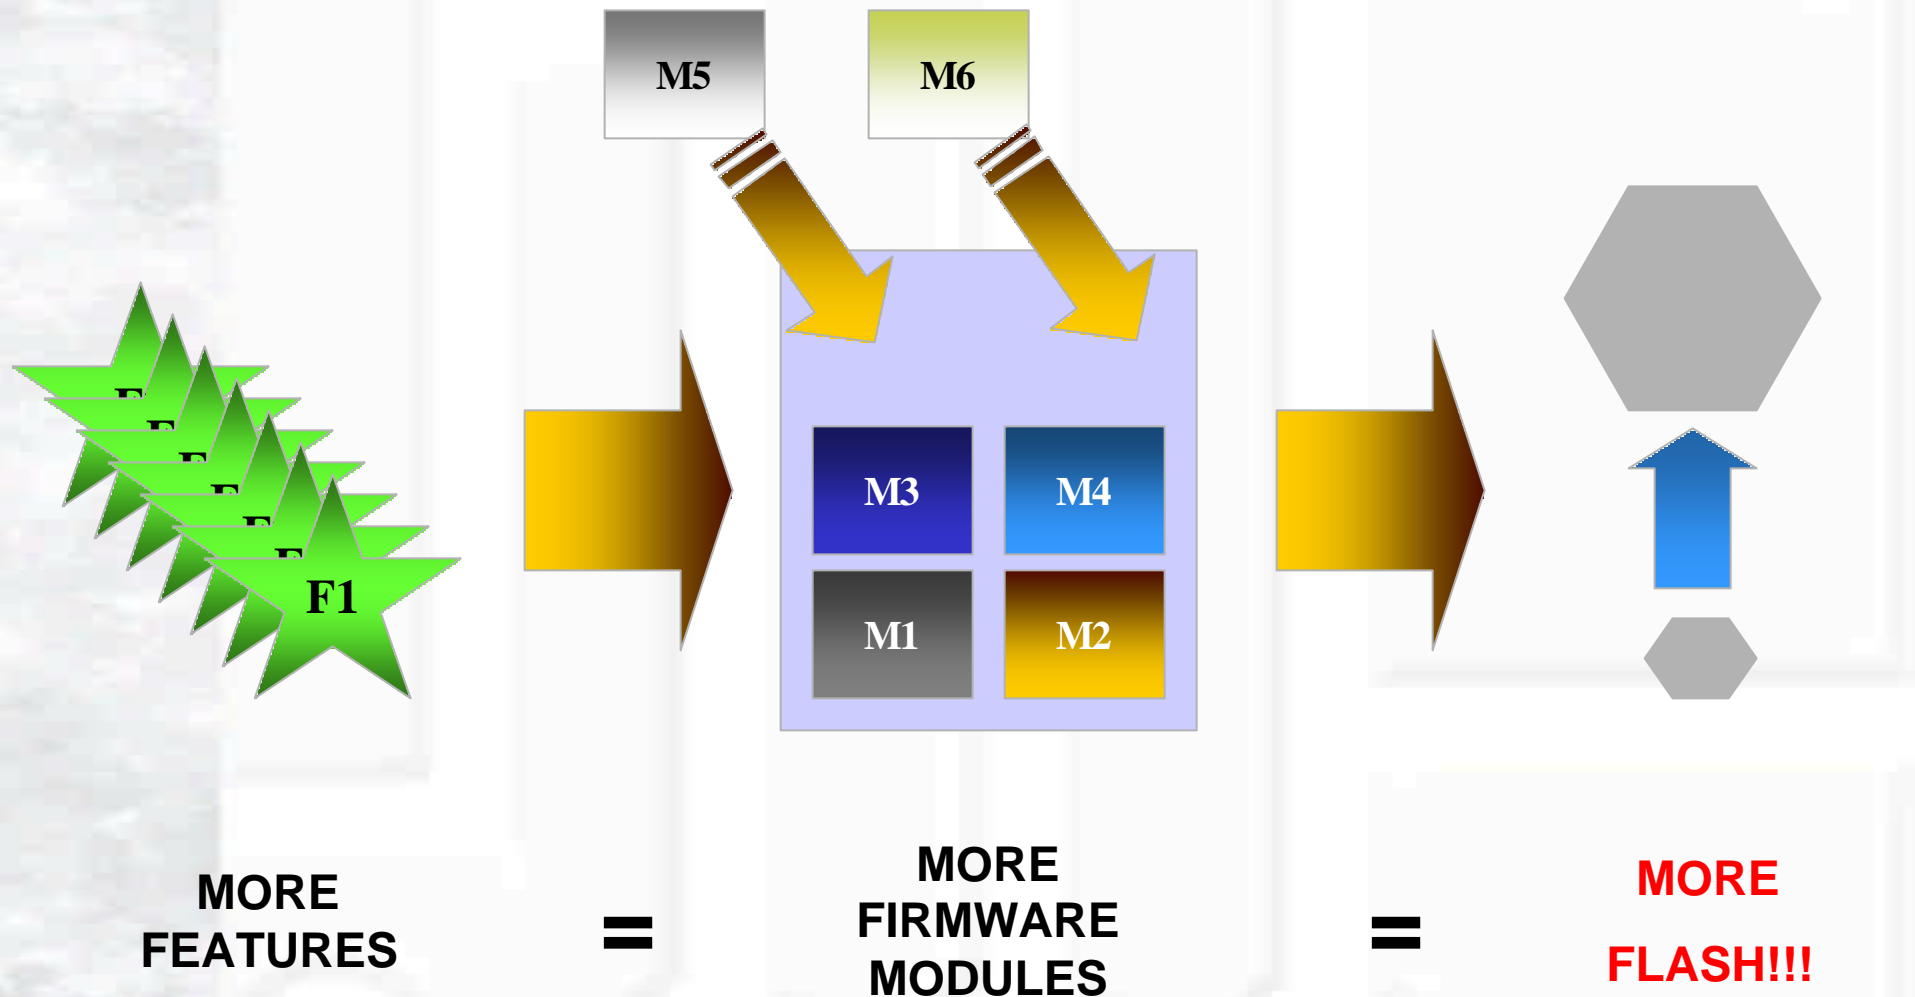 M5
M6
M3
M4
M1
M2
F
F
F
F
F
F
F1
MORE
FEATURES
=
MORE
FIRMWARE
MODULES
=
MORE
FLASH!!!